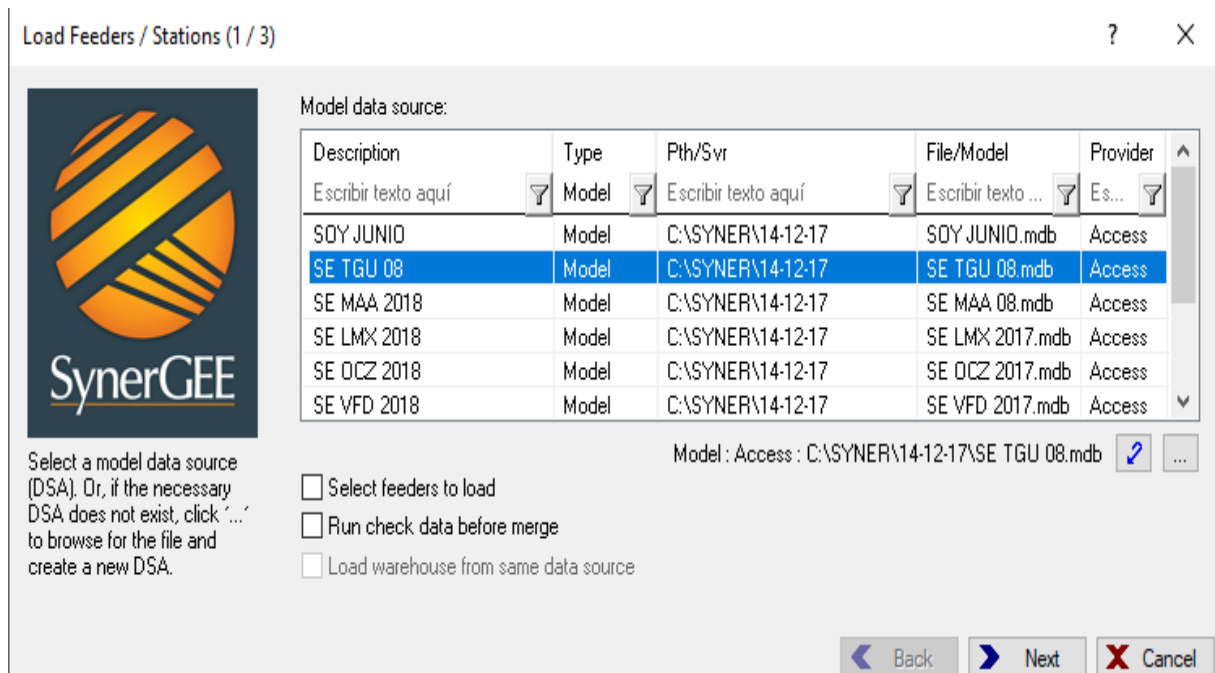 Load Feeders / Stations (1 / 3)
?
Model data source:
Description Type Pth/Svr File/Model Provider
Escribir texto aquí Model Escribir texto aquí Escribir texto ... Es...
SOY JUNIO Model C:\SYNER\14-12-17 SOY JUNIO.mdb Access
SE TGU 08 Model C:\SYNER\14-12-17 SE TGU 08.mdb Access
SE MAA 2018 Model C:\SYNER\14-12-17 SE MAA 08.mdb Access
SE LMX 2018 Model C:\SYNER\14-12-17 SE LMX 2017.mdb Access
SE OCZ 2018 Model C:\SYNER\14-12-17 SE OCZ 2017.mdb Access
SE VFD 2018 Model C:\SYNER\14-12-17 SE VFD 2017.mdb Access
SynerGEE
Model : Access : C:\SYNER\14-12-17\SE TGU 08.mdb ...
Select a model data source
(DSA). Or, if the necessary
DSA does not exist, click ‘...’
to browse for the file and
create a new DSA.
Select feeders to load
Run check data before merge
Load warehouse from same data source
Back Next Cancel